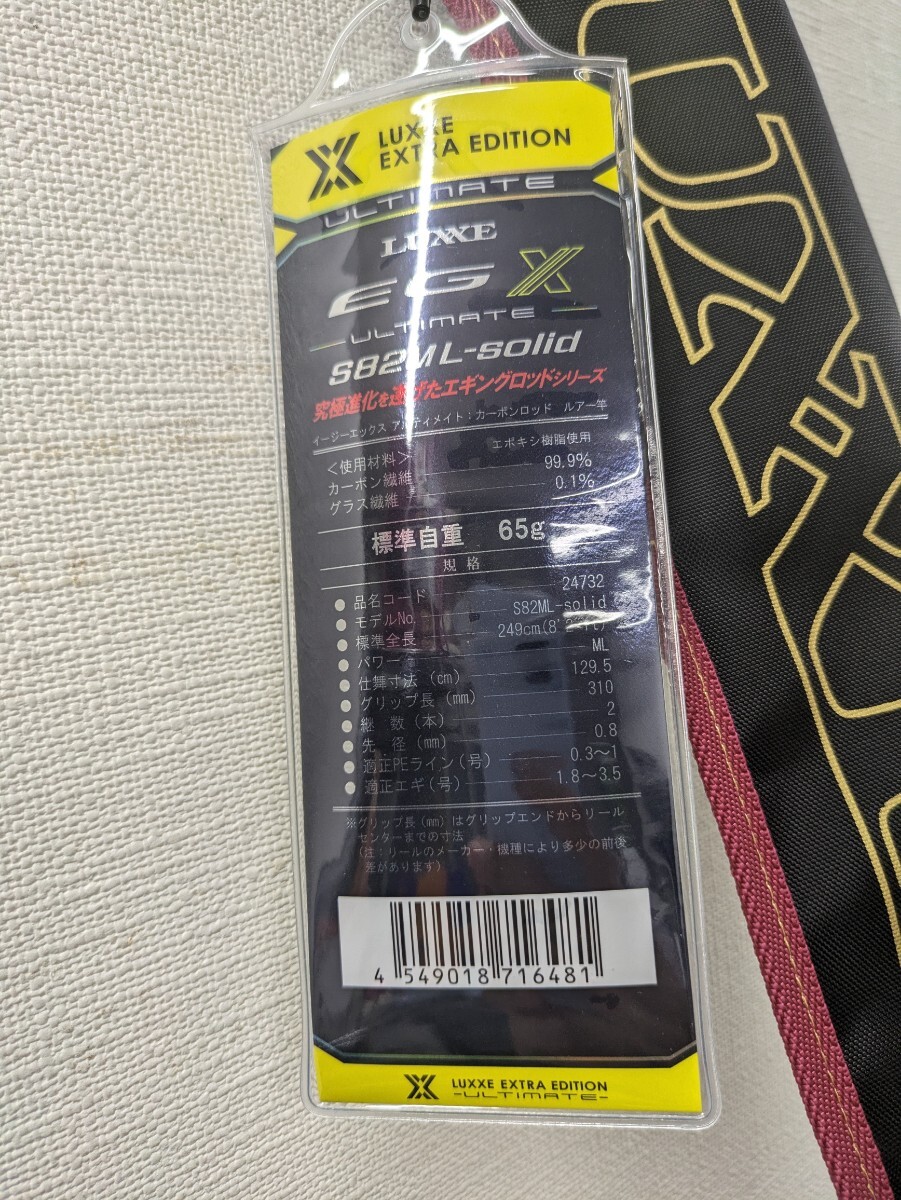 LUXXE
EXTRA EDITION
ULTIMATE
LUXXE
EG X
ULTIMATE
S82ML-solid
究極進化を遂げたエギングロッドシリーズ
イージーエックス アルティメイト:カーボンロッド ルアー竿
<使用材料> エポキシ樹脂使用
カーボン繊維 99.9%
グラス繊維 0.1%
標準自重 65g
規格
●品名コード 24732
●モデルNo. S82ML-solid
●標準全長 249cm(8'2"ft)
●パワー ML
●仕舞寸法(cm) 129.5
●グリップ長(mm) 310
●継 数(本) 2
●先 径(mm) 0.8
●適正PEライン(号) 0.3~1
●適正エギ(号) 1.8~3.5
※グリップ長(mm)はグリップエンドからリール
センターまでの寸法
(注:リールのメーカー・機種により多少の前後
差があります)
4 549018 716481
LUXXE EXTRA EDITION
-ULTIMATE-